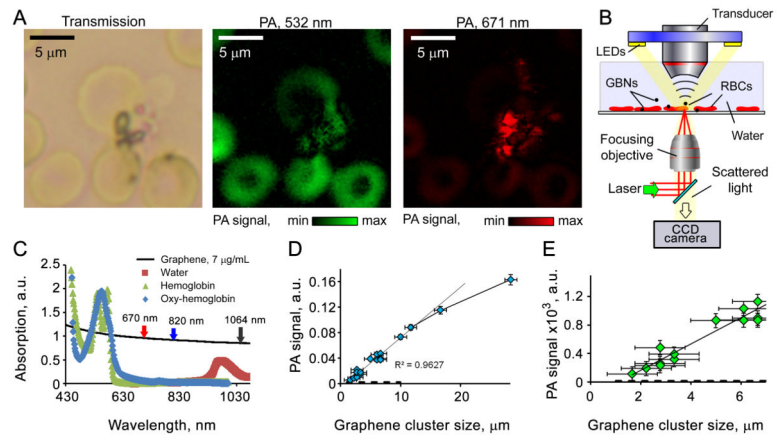 A
Transmission
5 μm
PA, 532 nm
5 μm
PA, 671 nm
5 μm
PA signal, min max
PA signal, min max
B
Transducer
LEDs
GBNs
RBCs
Water
Focusing
objective
Laser
Scattered
light
CCD
camera
C
Absorption, a.u.
2.5
2
1.5
1
0.5
0
430 630 830 1030
Wavelength, nm
Graphene, 7 μg/mL
Water
Hemoglobin
Oxy-hemoglobin
670 nm
820 nm
1064 nm
D
PA signal, a.u.
0.16
0.12
0.08
0.04
0
0 10 20
Graphene cluster size, μm
R² = 0.9627
E
PA signal x10³, a.u.
1.2
0.8
0.4
0
0 2 4 6
Graphene cluster size, μm